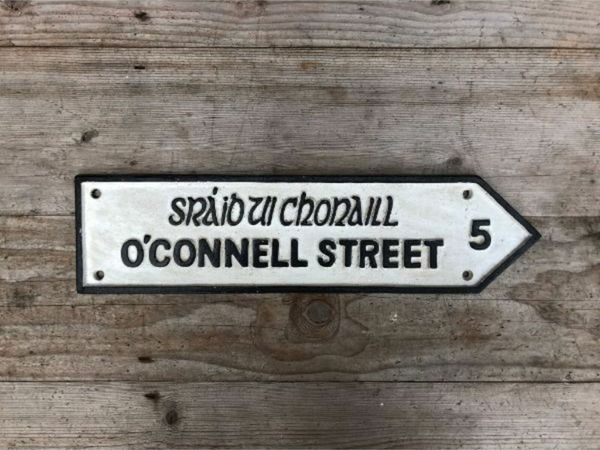 Sráid Uí Chonaill
O'CONNELL STREET
5